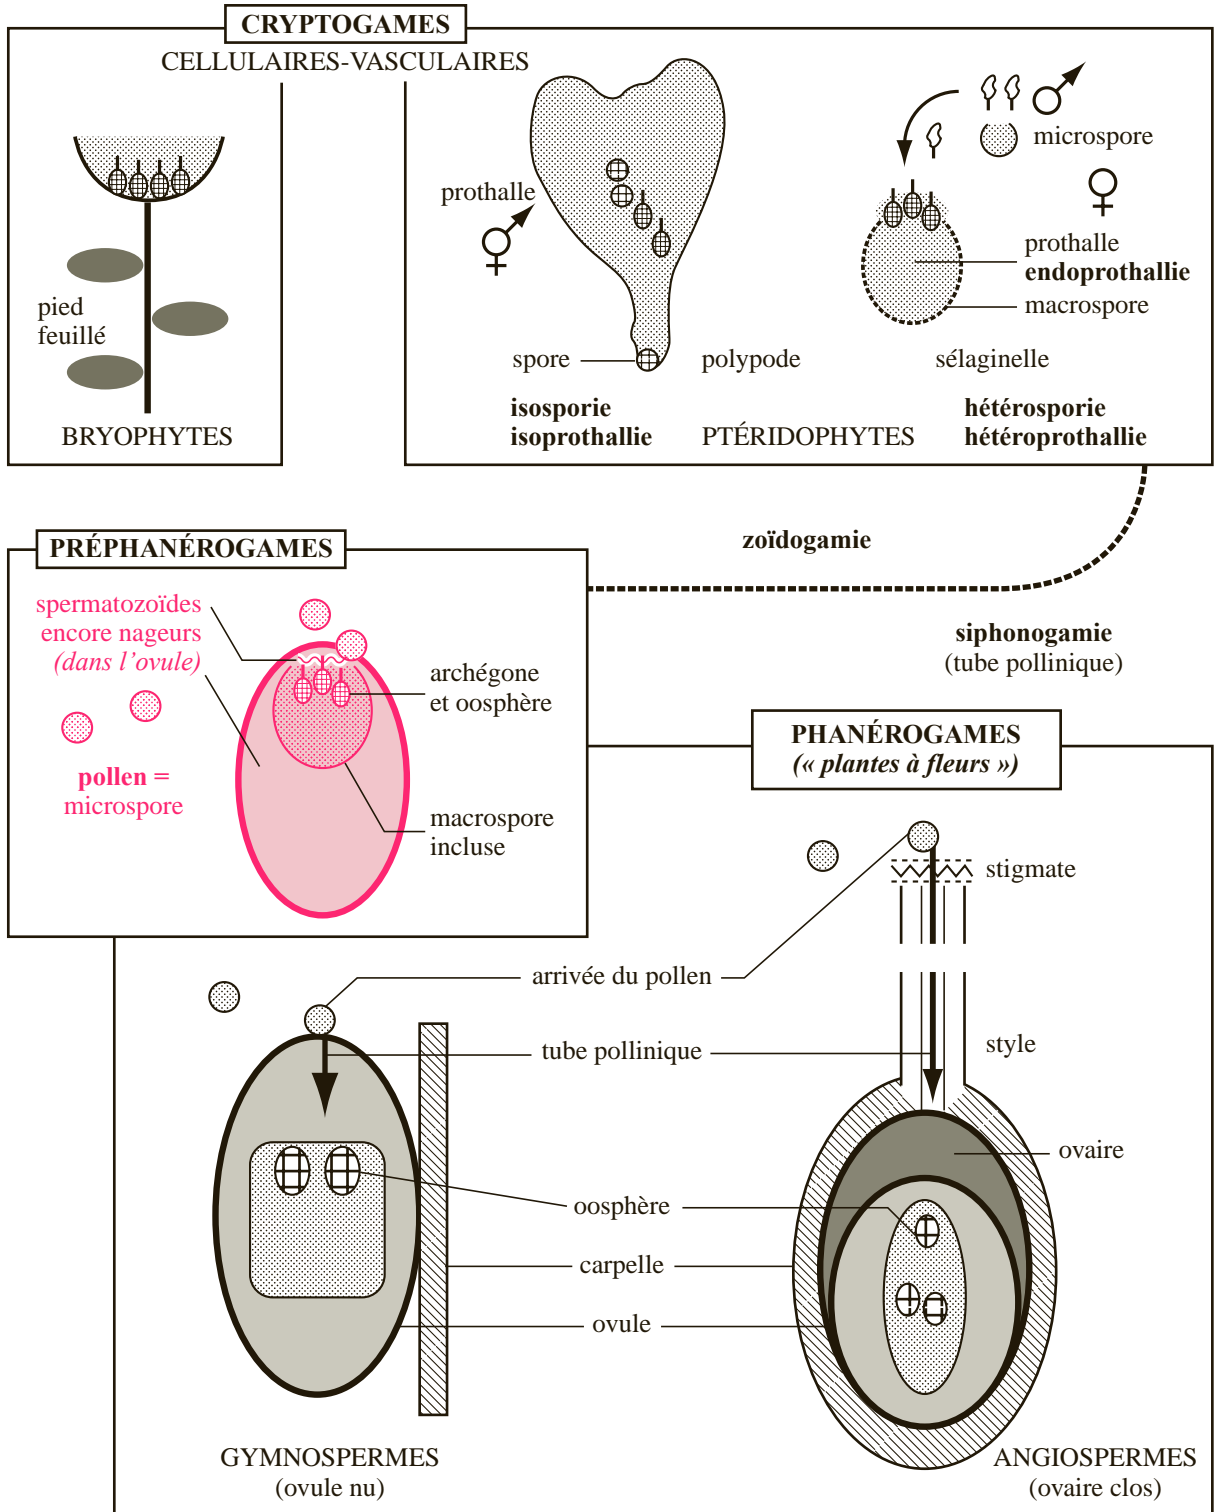 CRYPTOGAMES
CELLULAIRES-VASCULAIRES
pied
feuillé
BRYOPHYTES
prothalle
spore
polypode
isosporie
isoprothallie
PTÉRIDOPHYTES
microspore
prothalle
endoprothallie
macrospore
sélaginelle
hétérosporie
hétéroprothallie
zoïdogamie
siphonogamie
(tube pollinique)
PRÉPHANÉROGAMES
spermatozoïdes
encore nageurs
(dans l’ovule)
pollen =
microspore
archégone
et oosphère
macrospore
incluse
PHANÉROGAMES
(« plantes à fleurs »)
stigmate
arrivée du pollen
tube pollinique
style
ovaire
oosphère
carpelle
ovule
GYMNOSPERMES
(ovule nu)
ANGIOSPERMES
(ovaire clos)